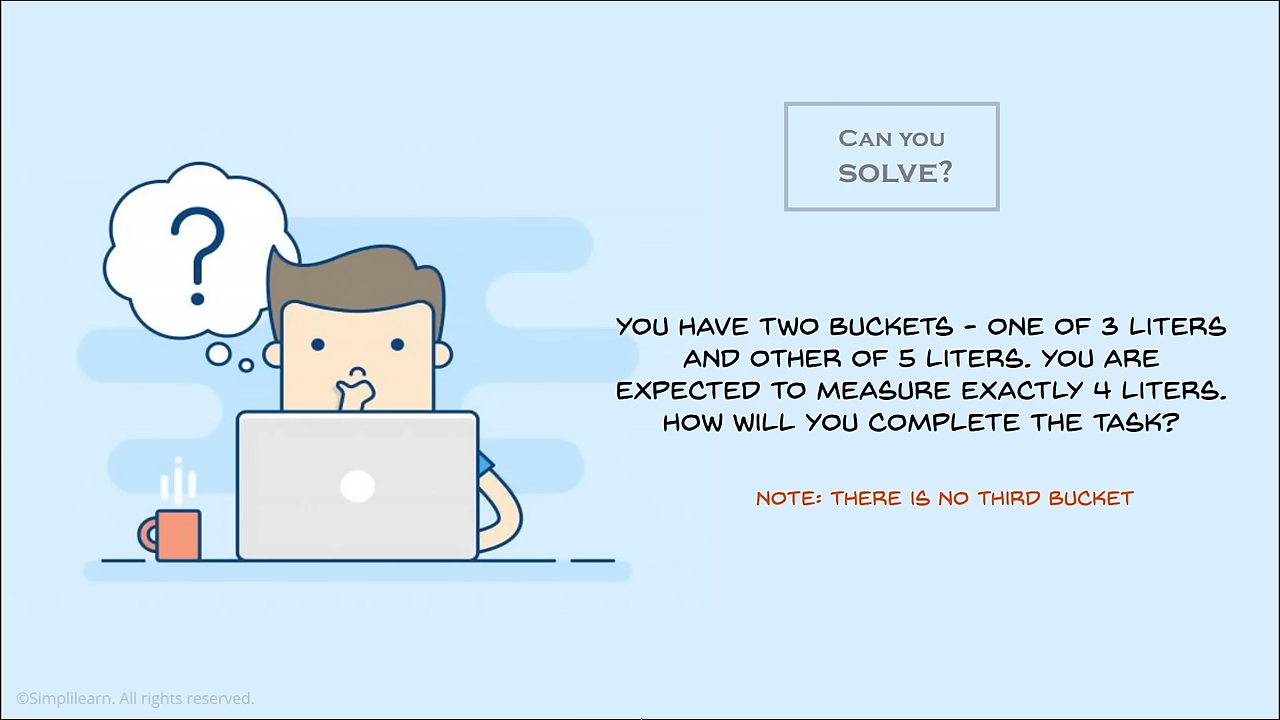 Can you
solve?
YOU HAVE TWO BUCKETS - ONE OF 3 LITERS
AND OTHER OF 5 LITERS. YOU ARE
EXPECTED TO MEASURE EXACTLY 4 LITERS.
HOW WILL YOU COMPLETE THE TASK?
NOTE: THERE IS NO THIRD BUCKET
©Simplilearn. All rights reserved.